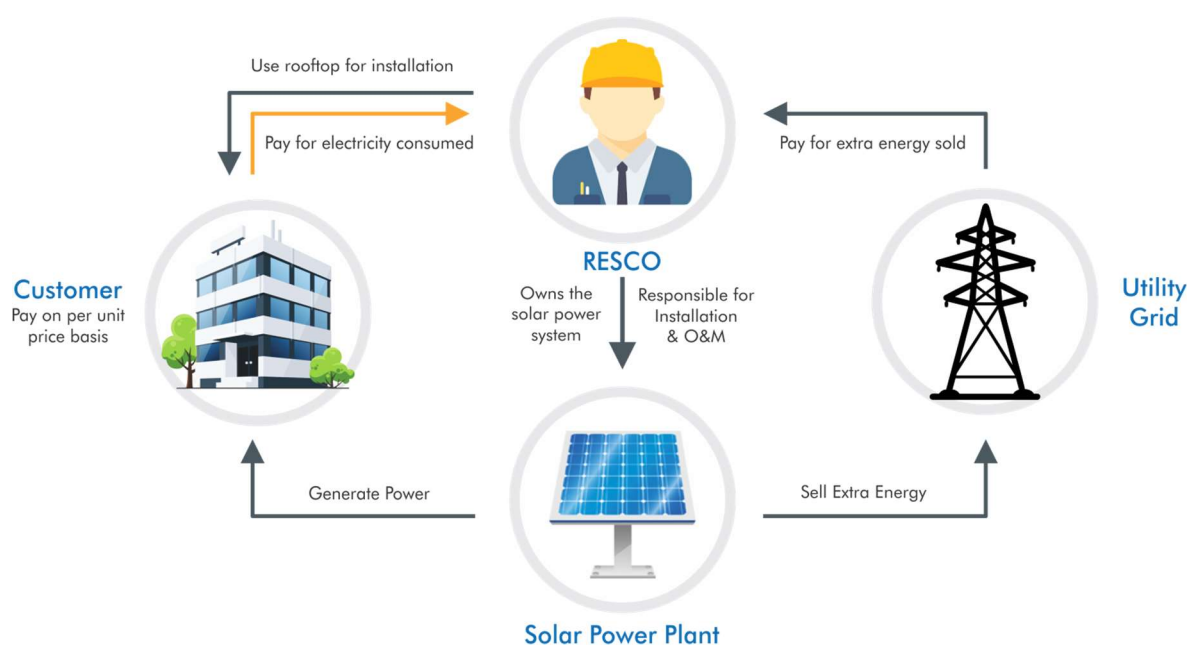 Use rooftop for installation
Pay for electricity consumed
Pay for extra energy sold
RESCO
Owns the
solar power
system
Responsible for
Installation
& O&M
Customer
Pay on per unit
price basis
Utility
Grid
Generate Power
Sell Extra Energy
Solar Power Plant